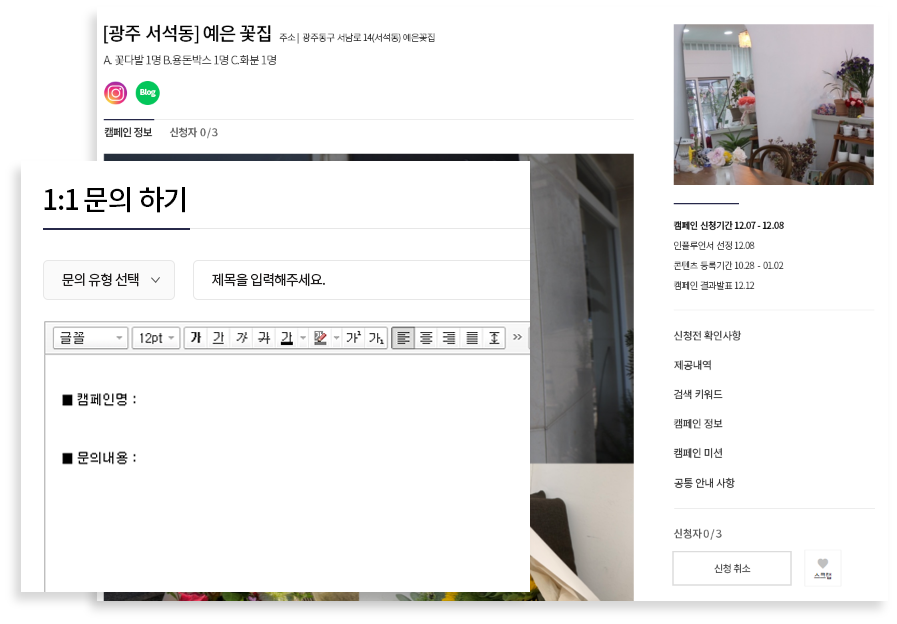 [광주 서석동] 예은 꽃집 주소 | 광주동구 서남로 14(서석동) 예은꽃집
A. 꽃다발 1명 B.용돈박스 1명 C.화분 1명
Blog
캠페인 정보 신청자 0 / 3
1:1 문의 하기
문의 유형 선택 제목을 입력해주세요.
글꼴 12pt 가 가 가 가 가 가¹ 가₁ »
■ 캠페인명 :
■ 문의내용 :
캠페인 신청기간 12.07 - 12.08
인플루언서 선정 12.08
콘텐츠 등록기간 10.28 - 01.02
캠페인 결과발표 12.12
신청전 확인사항
제공내역
검색 키워드
캠페인 정보
캠페인 미션
공통 안내 사항
신청자 0 / 3
신청 취소